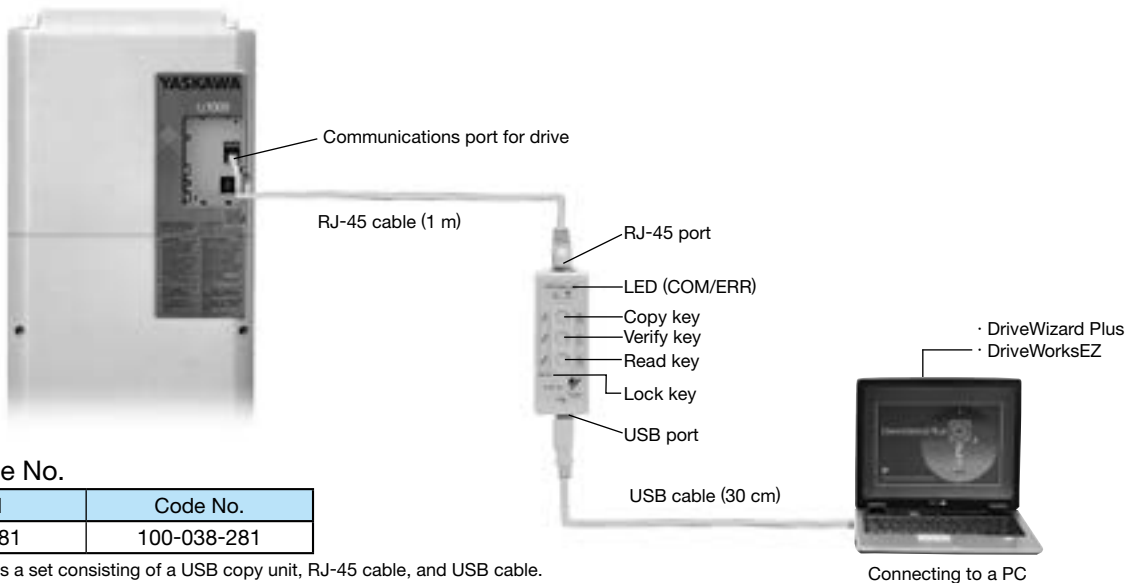 YASKAWA
U1000
Communications port for drive
RJ-45 cable (1 m)
RJ-45 port
LED (COM/ERR)
Copy key
Verify key
Read key
Lock key
USB port
· DriveWizard Plus
· DriveWorksEZ
USB cable (30 cm)
Connecting to a PC
e No.
Code No.
81 100-038-281
s a set consisting of a USB copy unit, RJ-45 cable, and USB cable.